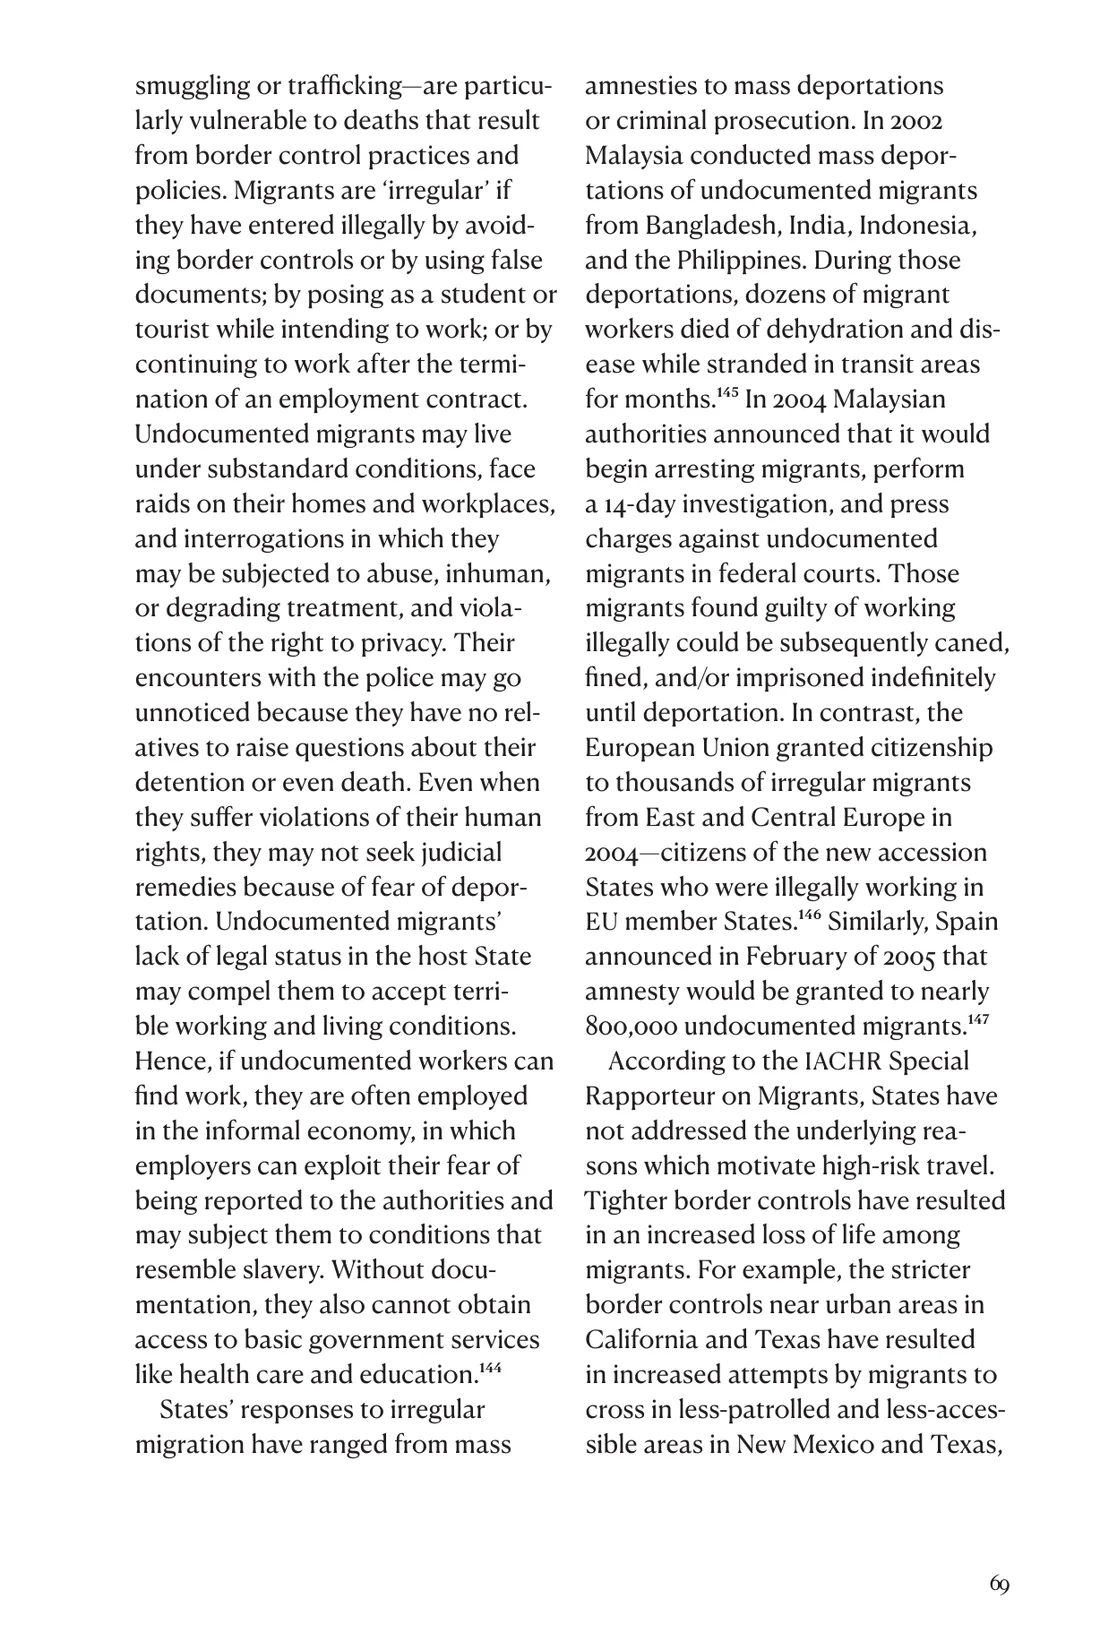 smuggling or trafficking—are particu-
larly vulnerable to deaths that result
from border control practices and
policies. Migrants are ‘irregular’ if
they have entered illegally by avoid-
ing border controls or by using false
documents; by posing as a student or
tourist while intending to work; or by
continuing to work after the termi-
nation of an employment contract.
Undocumented migrants may live
under substandard conditions, face
raids on their homes and workplaces,
and interrogations in which they
may be subjected to abuse, inhuman,
or degrading treatment, and viola-
tions of the right to privacy. Their
encounters with the police may go
unnoticed because they have no rel-
atives to raise questions about their
detention or even death. Even when
they suffer violations of their human
rights, they may not seek judicial
remedies because of fear of depor-
tation. Undocumented migrants’
lack of legal status in the host State
may compel them to accept terri-
ble working and living conditions.
Hence, if undocumented workers can
find work, they are often employed
in the informal economy, in which
employers can exploit their fear of
being reported to the authorities and
may subject them to conditions that
resemble slavery. Without docu-
mentation, they also cannot obtain
access to basic government services
like health care and education.144
States’ responses to irregular
migration have ranged from mass
amnesties to mass deportations
or criminal prosecution. In 2002
Malaysia conducted mass depor-
tations of undocumented migrants
from Bangladesh, India, Indonesia,
and the Philippines. During those
deportations, dozens of migrant
workers died of dehydration and dis-
ease while stranded in transit areas
for months.145 In 2004 Malaysian
authorities announced that it would
begin arresting migrants, perform
a 14-day investigation, and press
charges against undocumented
migrants in federal courts. Those
migrants found guilty of working
illegally could be subsequently caned,
fined, and/or imprisoned indefinitely
until deportation. In contrast, the
European Union granted citizenship
to thousands of irregular migrants
from East and Central Europe in
2004—citizens of the new accession
States who were illegally working in
EU member States.146 Similarly, Spain
announced in February of 2005 that
amnesty would be granted to nearly
800,000 undocumented migrants.147
According to the IACHR Special
Rapporteur on Migrants, States have
not addressed the underlying rea-
sons which motivate high-risk travel.
Tighter border controls have resulted
in an increased loss of life among
migrants. For example, the stricter
border controls near urban areas in
California and Texas have resulted
in increased attempts by migrants to
cross in less-patrolled and less-acces-
sible areas in New Mexico and Texas,
69